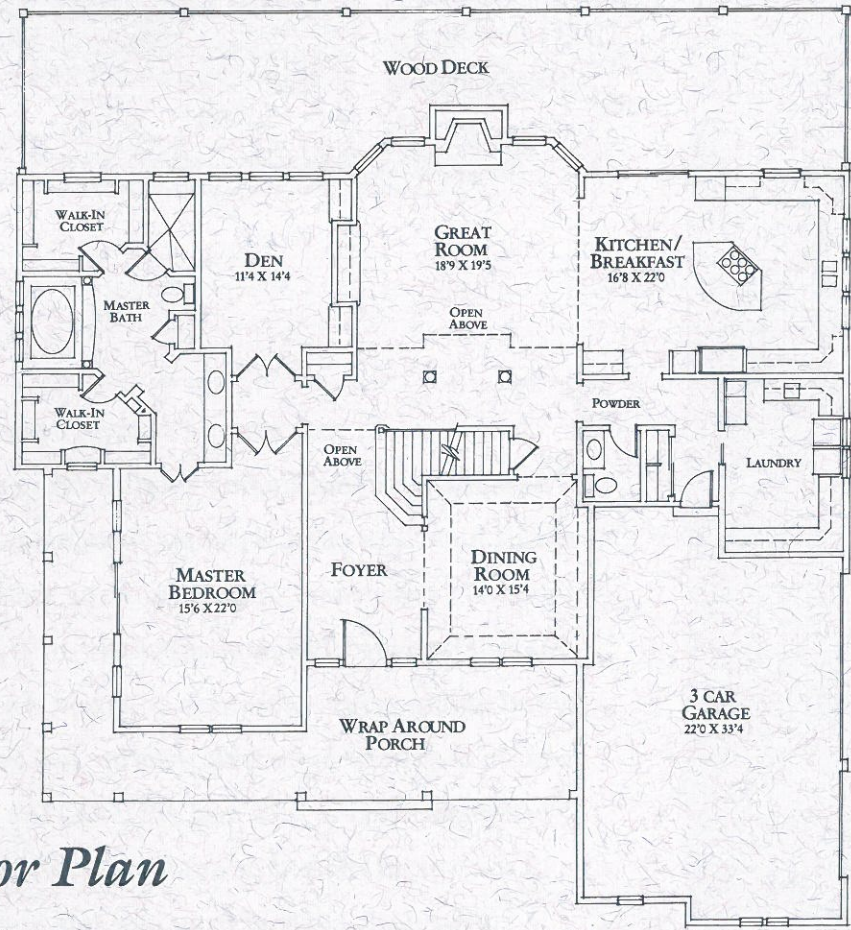 WOOD DECK
WALK-IN
CLOSET
DEN
11'4 X 14'4
GREAT
ROOM
18'9 X 19'5
OPEN
ABOVE
KITCHEN/
BREAKFAST
16'8 X 22'0
MASTER
BATH
WALK-IN
CLOSET
POWDER
OPEN
ABOVE
LAUNDRY
MASTER
BEDROOM
15'6 X 22'0
FOYER
DINING
ROOM
14'0 X 15'4
3 CAR
GARAGE
22'0 X 33'4
WRAP AROUND
PORCH
or Plan